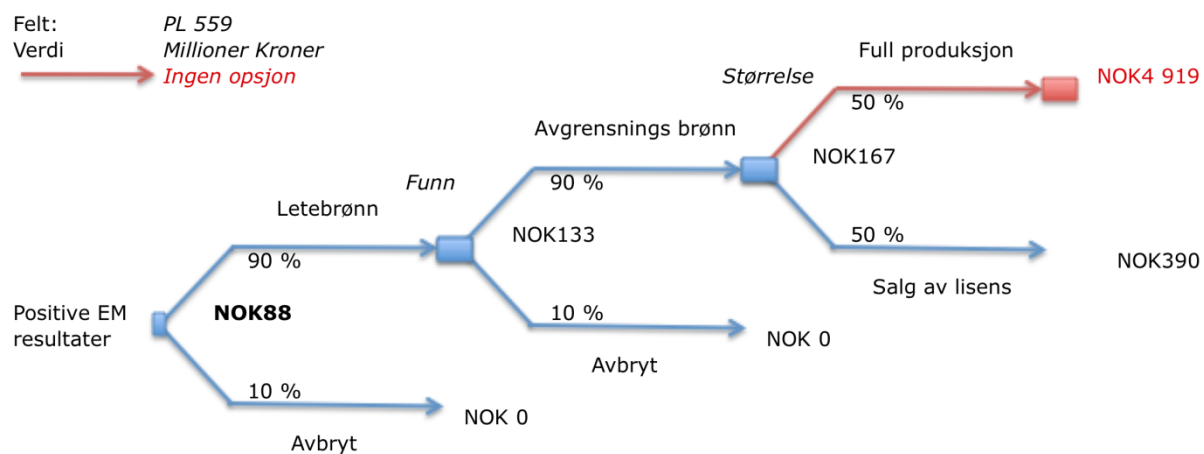 Felt: PL 559
Verdi Millioner Kroner
Ingen opsjon
Full produksjon
NOK4 919
Størrelse
50 %
Avgrensnings brønn
NOK167
Funn
90 %
Letebrønn
NOK133
50 %
90 %
NOK390
Salg av lisens
Positive EM
resultater
NOK88
10 %
NOK 0
Avbryt
10 %
NOK 0
Avbryt